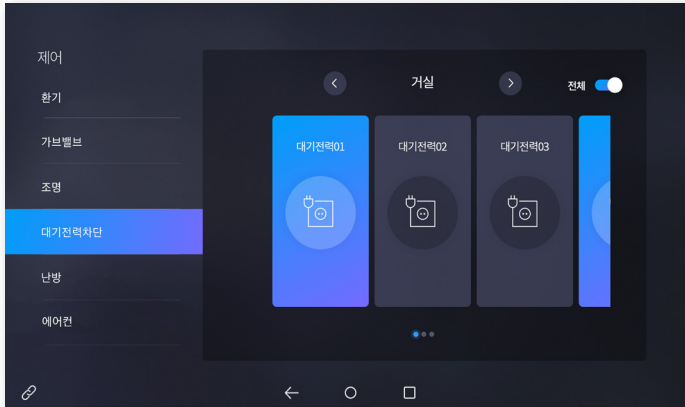 제어
환기
가브밸브
조명
대기전력차단
난방
에어컨
거실
전체
대기전력01
대기전력02
대기전력03